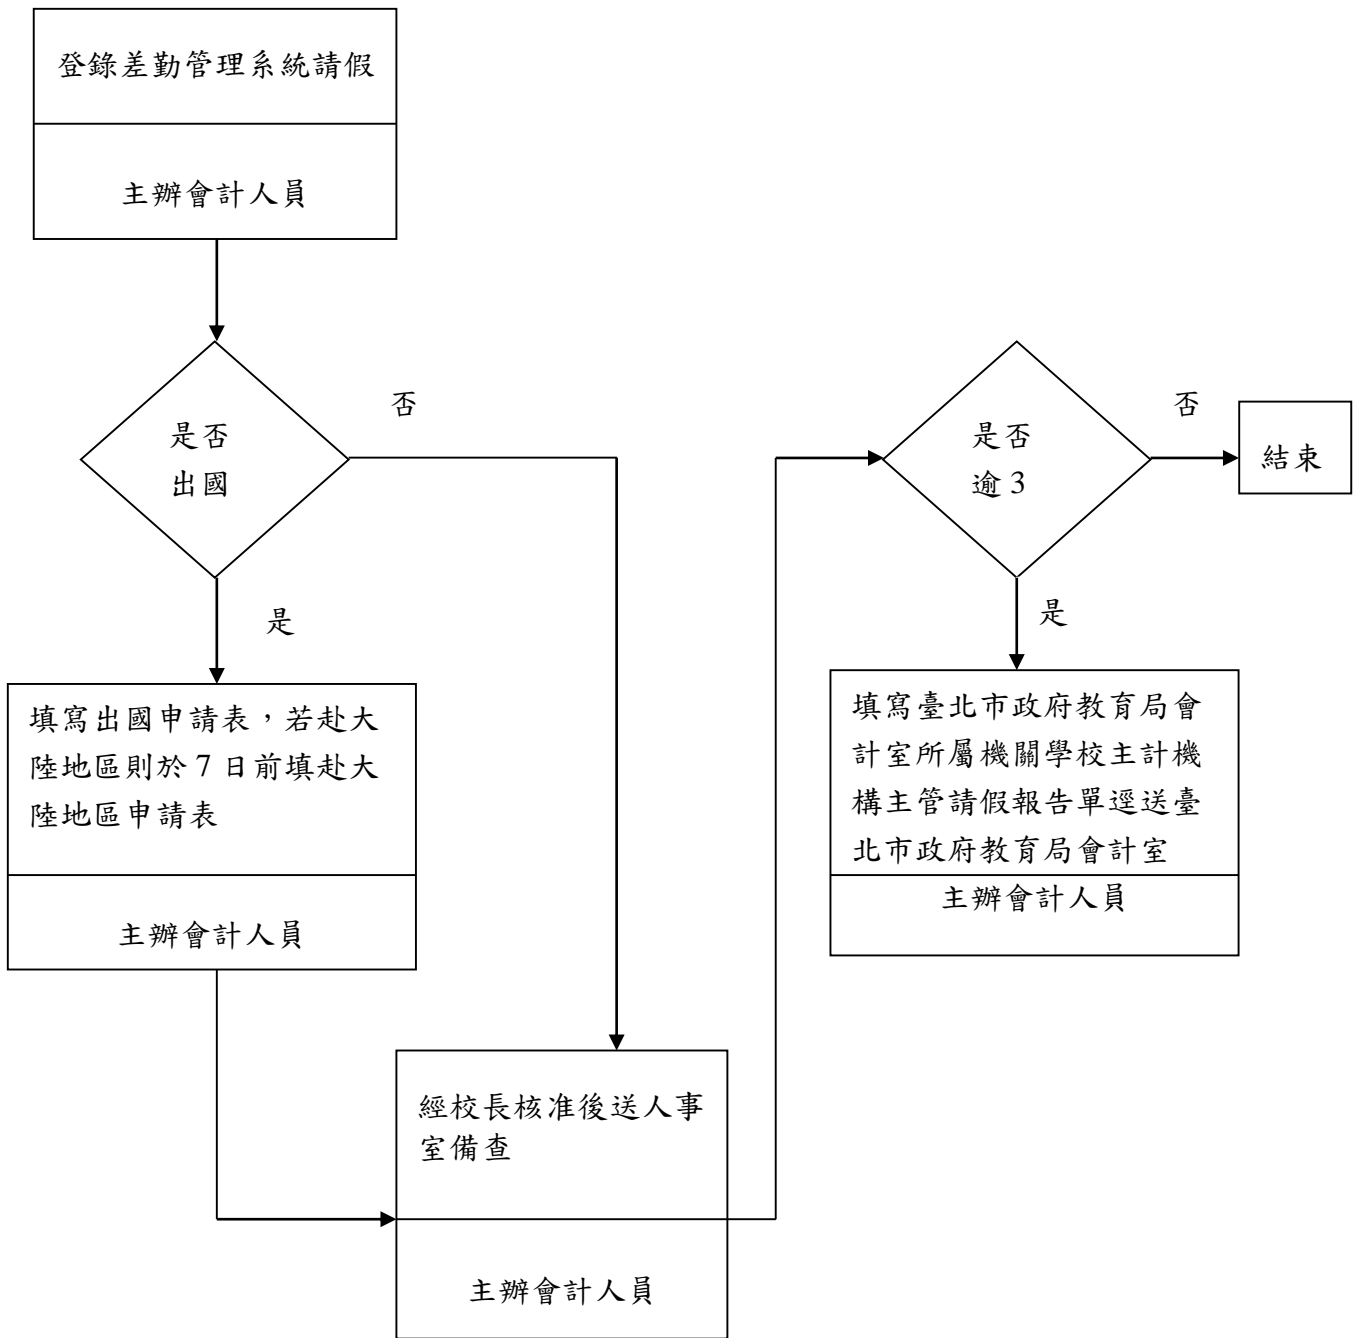 登錄差勤管理系統請假
主辦會計人員
是否
出國
否
是
填寫出國申請表，若赴大
陸地區則於7日前填赴大
陸地區申請表
主辦會計人員
經校長核准後送人事
室備查
主辦會計人員
是否
逾3
否
結束
是
填寫臺北市政府教育局會
計室所屬機關學校主計機
構主管請假報告單逕送臺
北市政府教育局會計室
主辦會計人員